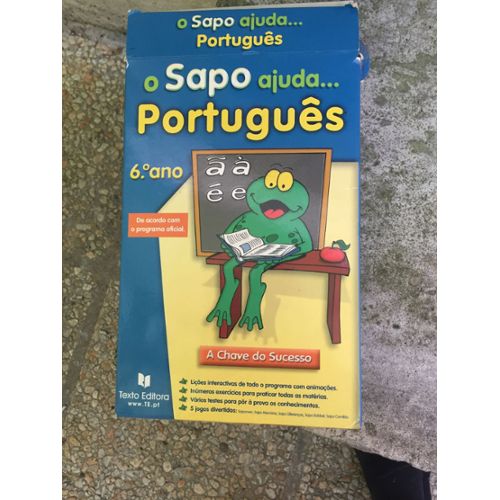 o Sapo ajuda...
Português
o Sapo ajuda...
Português
6.º ano
ã à
é e
De acordo com
o programa oficial.
A Chave do Sucesso
Lições interactivas de todo o programa com animações.
Inúmeros exercícios para praticar todas as matérias.
Vários testes para pôr à prova os conhecimentos.
5 jogos divertidos:
Texto Editora
www.TE.pt